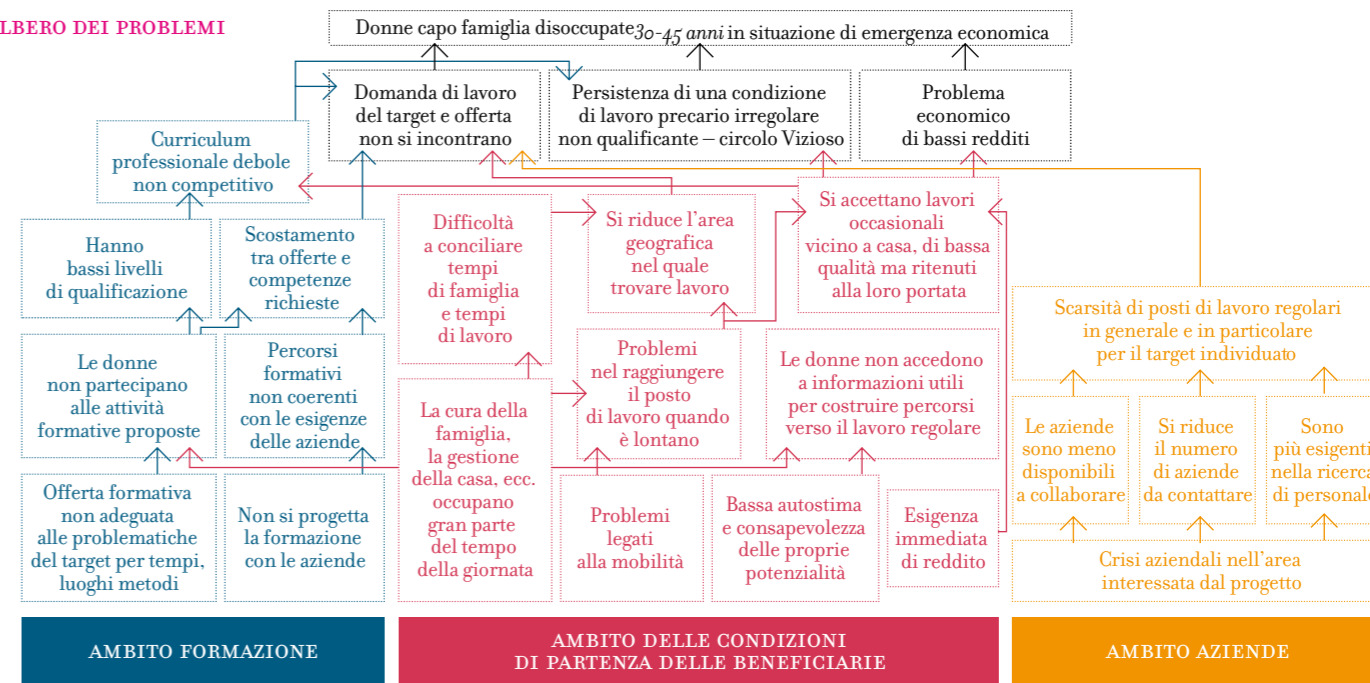 LBERO DEI PROBLEMI
Donne capo famiglia disoccupate 30-45 anni in situazione di emergenza economica
Domanda di lavoro
del target e offerta
non si incontrano
Persistenza di una condizione
di lavoro precario irregolare
non qualificante – circolo Vizioso
Problema
economico
di bassi redditi
Curriculum
professionale debole
non competitivo
Hanno
bassi livelli
di qualificazione
Scostamento
tra offerte e
competenze
richieste
Difficoltà
a conciliare
tempi
di famiglia
e tempi
di lavoro
Si riduce l'area
geografica
nel quale
trovare lavoro
Si accettano lavori
occasionali
vicino a casa, di bassa
qualità ma ritenuti
alla loro portata
Scarsità di posti di lavoro regolari
in generale e in particolare
per il target individuato
Le donne
non partecipano
alle attività
formative proposte
Percorsi
formativi
non coerenti
con le esigenze
delle aziende
La cura della
famiglia,
la gestione
della casa, ecc.
occupano
gran parte
del tempo
della giornata
Problemi
nel raggiungere
il posto
di lavoro quando
è lontano
Le donne non accedono
a informazioni utili
per costruire percorsi
verso il lavoro regolare
Le aziende
sono meno
disponibili
a collaborare
Si riduce
il numero
di aziende
da contattare
Sono
più esigenti
nella ricerca
di personale
Offerta formativa
non adeguata
alle problematiche
del target per tempi,
luoghi metodi
Non si progetta
la formazione
con le aziende
Problemi
legati
alla mobilità
Bassa autostima
e consapevolezza
delle proprie
potenzialità
Esigenza
immediata
di reddito
Crisi aziendali nell'area
interessata dal progetto
AMBITO FORMAZIONE
AMBITO DELLE CONDIZIONI
DI PARTENZA DELLE BENEFICIARIE
AMBITO AZIENDE